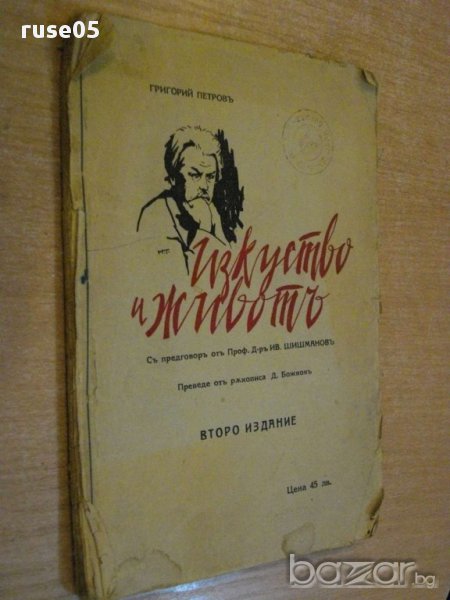 ruse05
ГРИГОРИЙ ПЕТРОВЪ
Изкуство
и животъ
Съ предговоръ отъ Проф. Д-ръ ИВ. ШИШМАНОВЪ
Преведе отъ рѫкописа Д. Божковъ
ВТОРО ИЗДАНИЕ
Цена 45 лв.
bazar.bg